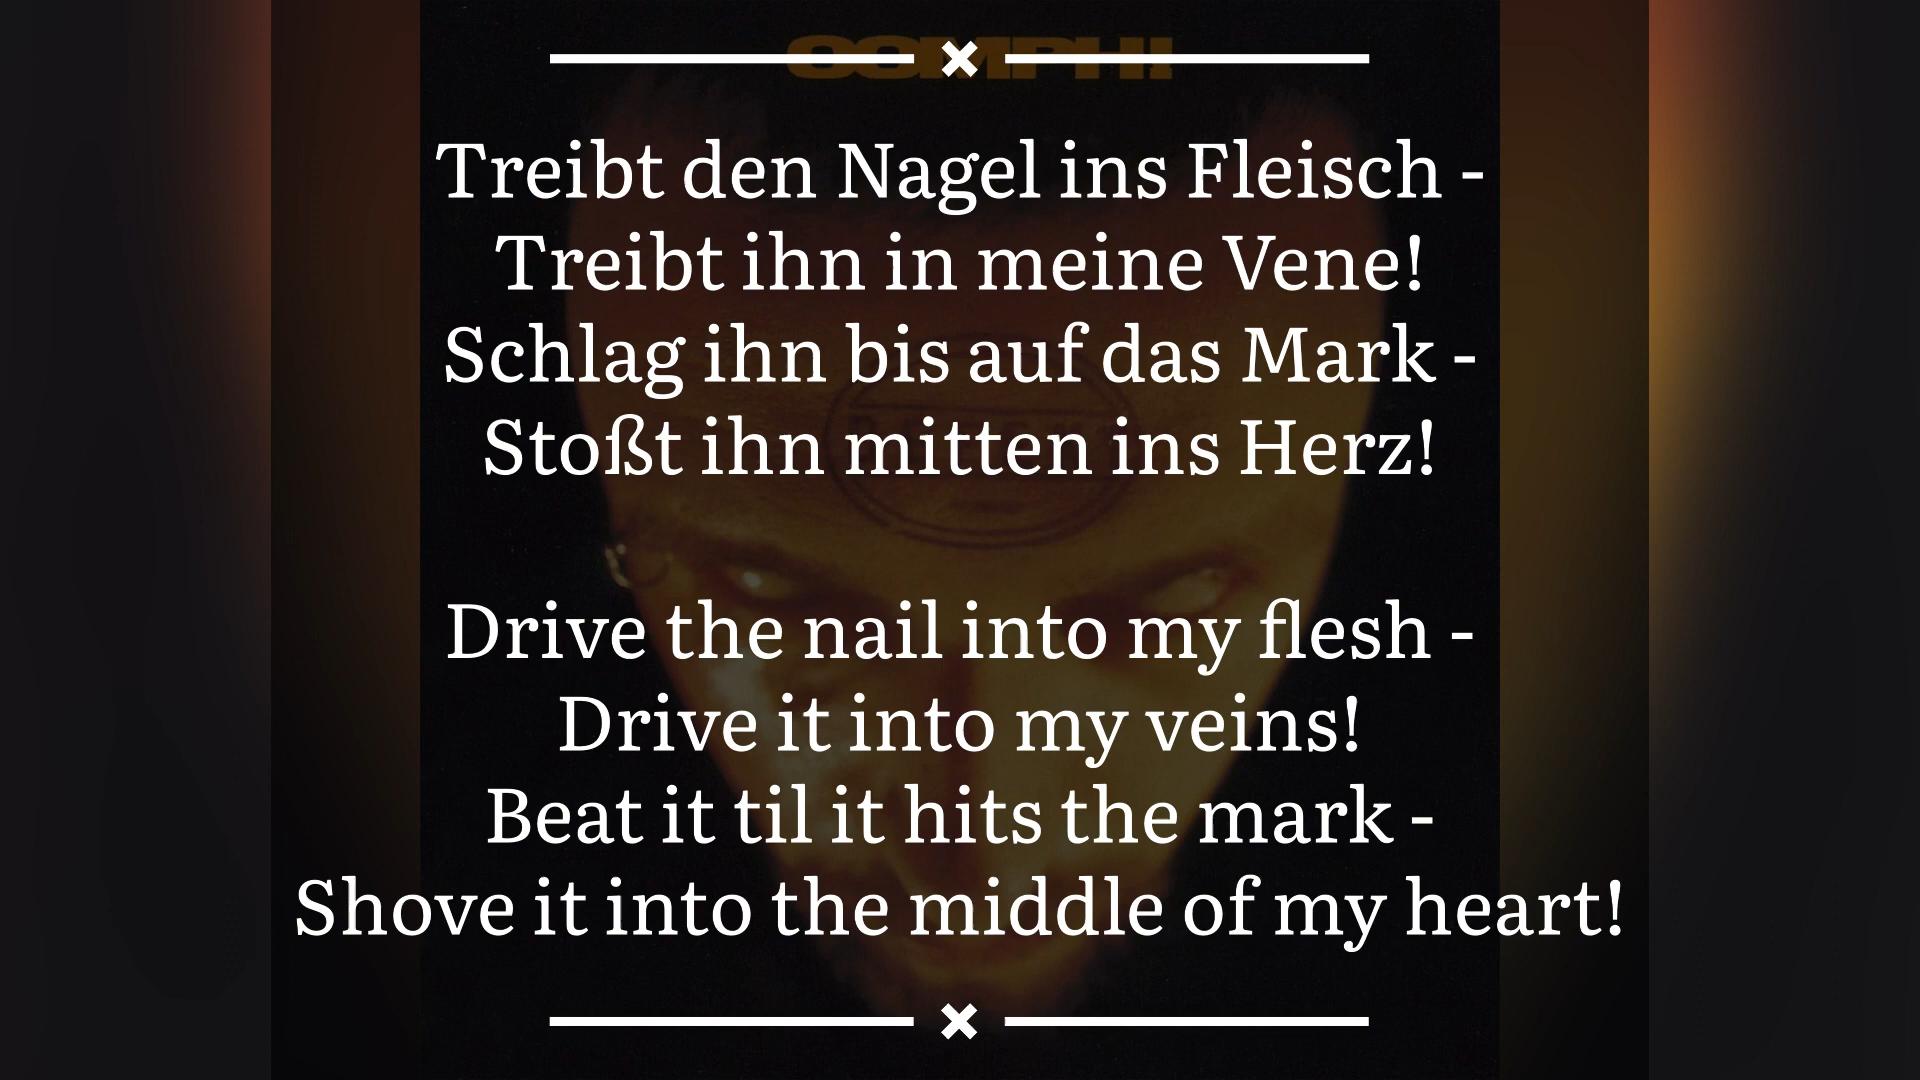 OOMPH!
Treibt den Nagel ins Fleisch -
Treibt ihn in meine Vene!
Schlag ihn bis auf das Mark -
Stoßt ihn mitten ins Herz!
Drive the nail into my flesh -
Drive it into my veins!
Beat it til it hits the mark -
Shove it into the middle of my heart!